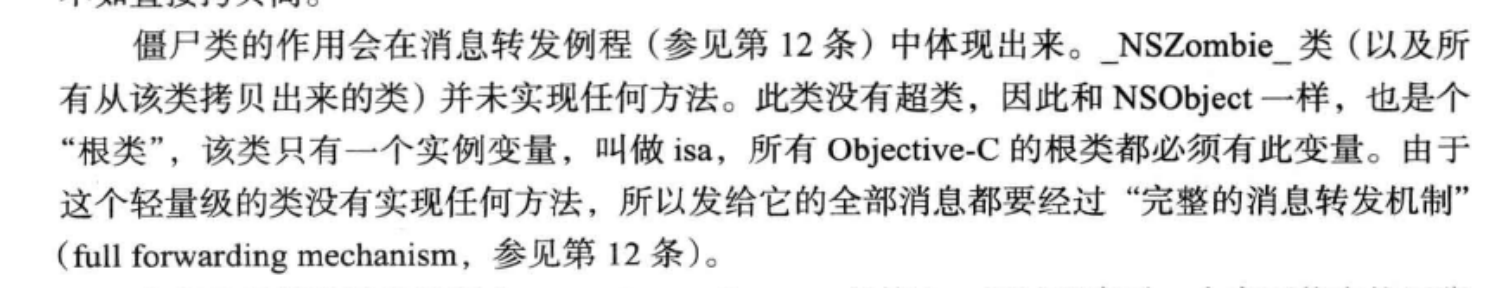 僵尸类的作用会在消息转发例程（参见第 12 条）中体现出来。_NSZombie_ 类（以及所
有从该类拷贝出来的类）并未实现任何方法。此类没有超类，因此和 NSObject 一样，也是个
“根类”，该类只有一个实例变量，叫做 isa，所有 Objective-C 的根类都必须有此变量。由于
这个轻量级的类没有实现任何方法，所以发给它的全部消息都要经过“完整的消息转发机制”
（full forwarding mechanism，参见第 12 条）。